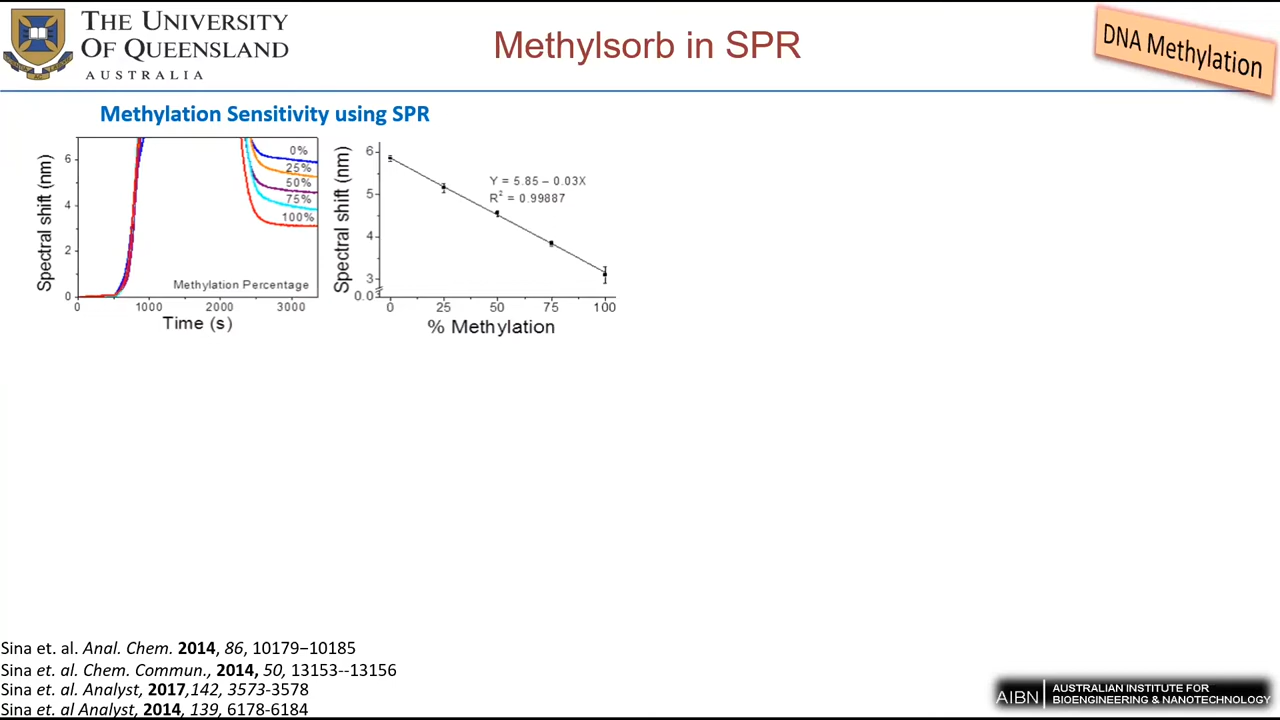 THE UNIVERSITY
OF QUEENSLAND
AUSTRALIA
Methylsorb in SPR
DNA Methylation
Methylation Sensitivity using SPR
Spectral shift (nm)
6
4
2
0
0%
25%
50%
75%
100%
Methylation Percentage
0 1000 2000 3000
Time (s)
Spectral shift (nm)
6
5
4
3
0.0
Y = 5.85 – 0.03X
R² = 0.99887
0 25 50 75 100
% Methylation
Sina et. al. Anal. Chem. 2014, 86, 10179–10185
Sina et. al. Chem. Commun., 2014, 50, 13153--13156
Sina et. al. Analyst, 2017,142, 3573-3578
Sina et. al Analyst, 2014, 139, 6178-6184
AIBN
AUSTRALIAN INSTITUTE FOR
BIOENGINEERING & NANOTECHNOLOGY